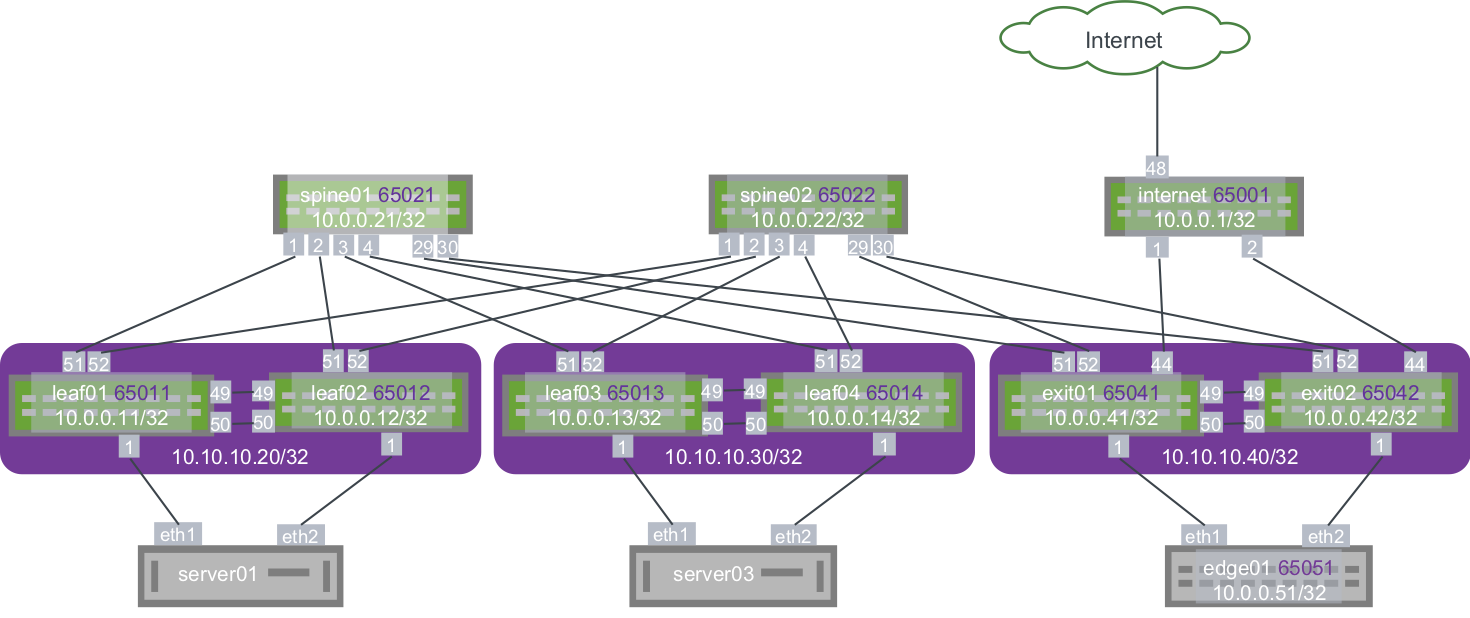 Internet
48
spine01 65021
10.0.0.21/32
spine02 65022
10.0.0.22/32
internet 65001
10.0.0.1/32
1 2 3 4 29 30
1 2 3 4 29 30
1 2
51 52
51 52
51 52
51 52
51 52 44
51 52 44
leaf01 65011
10.0.0.11/32
49 49
50 50
leaf02 65012
10.0.0.12/32
1
1
10.10.10.20/32
leaf03 65013
10.0.0.13/32
49 49
50 50
leaf04 65014
10.0.0.14/32
1
1
10.10.10.30/32
exit01 65041
10.0.0.41/32
49 49
50 50
exit02 65042
10.0.0.42/32
1
1
10.10.10.40/32
eth1
eth2
server01
eth1
eth2
server03
eth1
eth2
edge01 65051
10.0.0.51/32